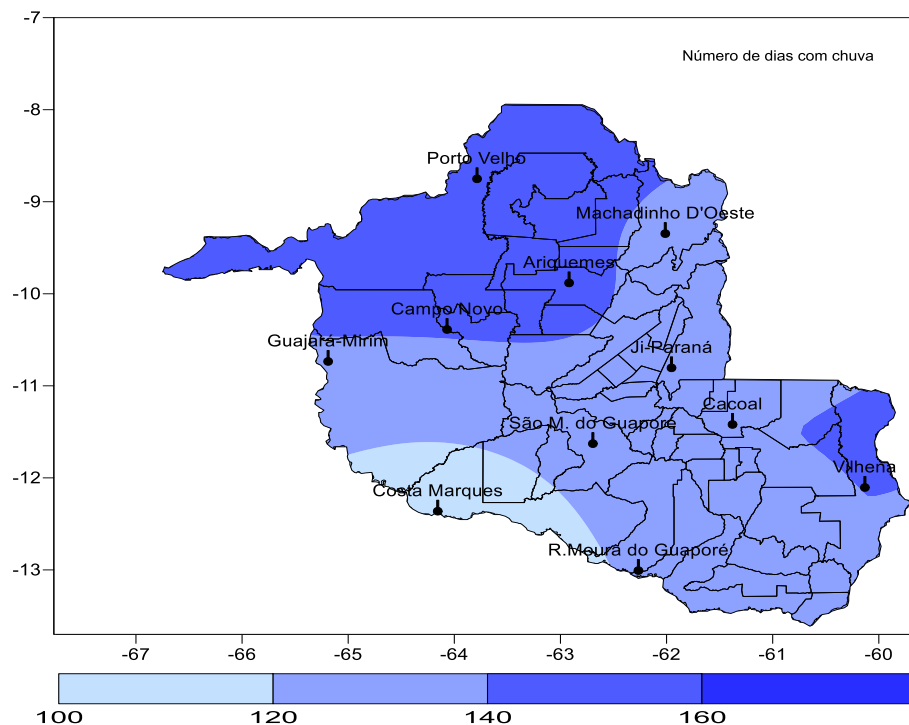 -7
Número de dias com chuva
-8
Porto Velho
-9
Machadinho D'Oeste
Ariquemes
-10
Campo Novo
Guajará-Mirim
Ji-Paraná
-11
Cacoal
São M. do Guaporé
Vilhena
-12
Costa Marques
R.Moura do Guaporé
-13
-67 -66 -65 -64 -63 -62 -61 -60
100 120 140 160